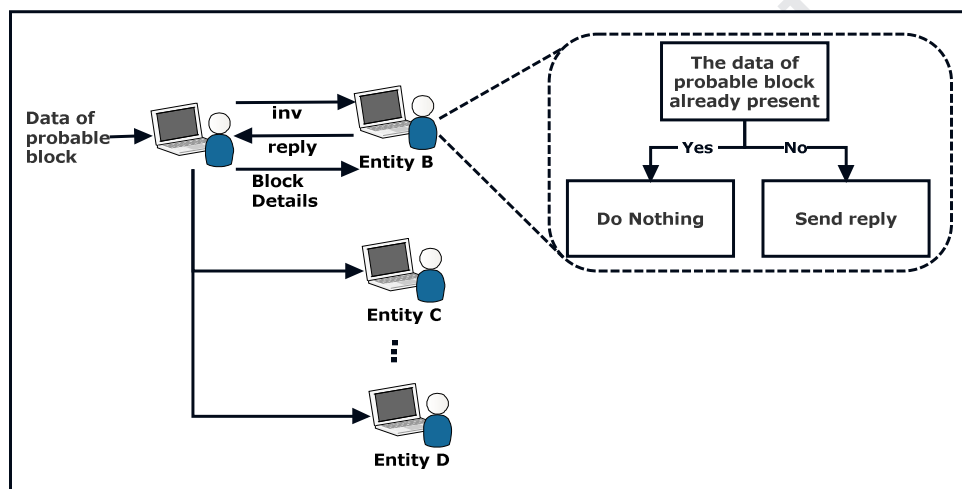 Data of
probable
block
inv
reply
Block
Details
Entity B
Entity C
Entity D
The data of
probable block
already present
Yes
No
Do Nothing
Send reply